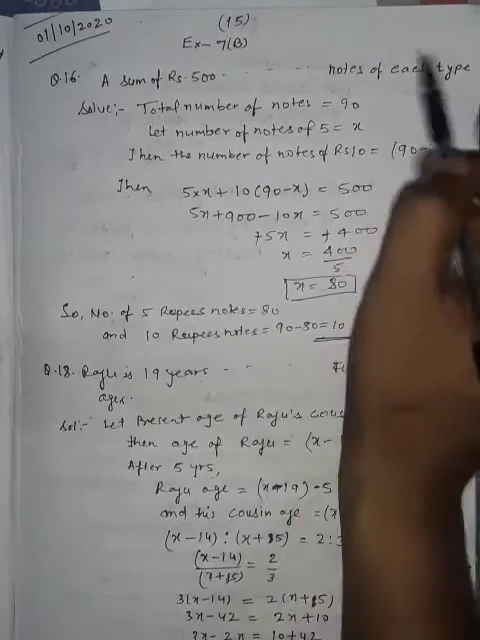 01/10/2020
(15)
Ex- 7(B)
Q.16. A sum of Rs. 500 - - - - - notes of each type
Solve:- Total number of notes = 90
Let number of notes of 5 = x
Then the number of notes of Rs 10 = (90-
Then 5xx + 10(90-x) = 500
5x+900-10x = 500
+5x = +400
x = 400/5
x = 80
So, No: of 5 Rupees notes = 80
and 10 Rupees notes = 90-80=10
Q.18. Raju is 19 years - -
ages.
Sol:- Let Present age of Raju's cous
then age of Raju = (x-
After 5 yrs,
Raju age = (x-19)-5
and his cousin age = (x
(x-14) : (x+15) = 2:3
(x-14)/(x+15) = 2/3
3(x-14) = 2(x+15)
3x-42 = 2x+10
3x-2x = 10+42